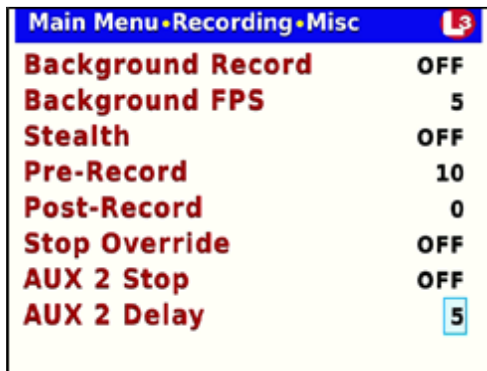 Main Menu•Recording•Misc L3
Background Record OFF
Background FPS 5
Stealth OFF
Pre-Record 10
Post-Record 0
Stop Override OFF
AUX 2 Stop OFF
AUX 2 Delay 5